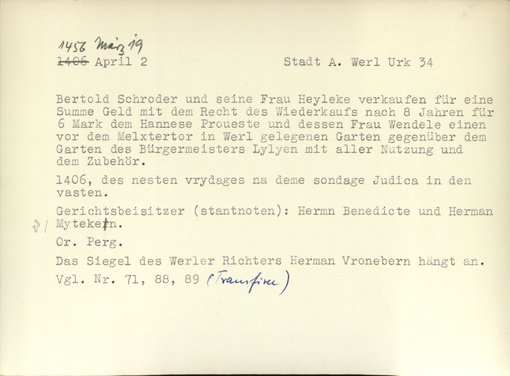 1456 März 19
1406 April 2 Stadt A. Werl Urk 34
Bertold Schroder und seine Frau Heyleke verkaufen für eine
Summe Geld mit dem Recht des Wiederkaufs nach 8 Jahren für
6 Mark dem Hannese Proueste und dessen Frau Wendele einen
vor dem Melxtertor in Werl gelegenen Garten gegenüber dem
Garten des Bürgermeisters Lylyen mit aller Nutzung und
dem Zubehör.
1406, des nesten vrydages na deme sondage Judica in den
vasten.
Gerichtsbeisitzer (stantnoten): Hermn Benedicte und Herman
Myteken.
Or. Perg.
Das Siegel des Werler Richters Herman Vronebern hängt an.
Vgl. Nr. 71, 88, 89 (Transfixe)